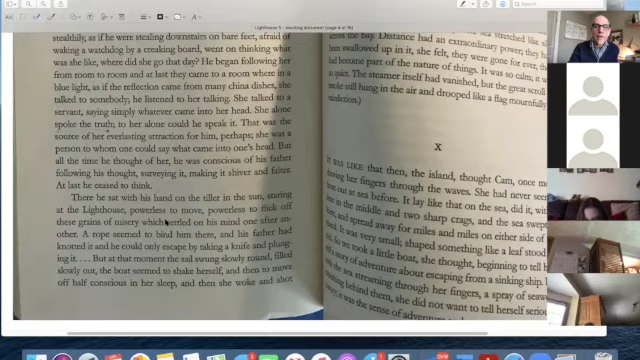 Lighthouse 5 - teaching document (page 4 of 16)
stealthily, as if he were stealing downstairs on bare feet, afraid of
waking a watchdog by a creaking board, went on thinking what
was she like, where did she go that day? He began following her
from room to room and at last they came to a room where in a
blue light, as if the reflection came from many china dishes, she
talked to somebody; he listened to her talking. She talked to a
servant, saying simply whatever came into her head. She alone
spoke the truth; to her alone could he speak it. That was the
source of her everlasting attraction for him, perhaps; she was a
person to whom one could say what came into one's head. But
all the time he thought of her, he was conscious of his father
following his thought, surveying it, making it shiver and falter.
At last he ceased to think.
There he sat with his hand on the tiller in the sun, staring
at the Lighthouse, powerless to move, powerless to flick off
these grains of misery which settled on his mind one after an-
other. A rope seemed to bind him there, and his father had
knotted it and he could only escape by taking a knife and plung-
ing it. . . . But at that moment the sail swung slowly round, filled
slowly out, the boat seemed to shake herself, and then to move
off half conscious in her sleep, and then she woke and shot
across the bay. Distance had an extraordinary power; they had
been swallowed up in it, she felt, they were gone for ever, they
had become part of the nature of things. It was so calm; it was
so quiet. The steamer itself had vanished, but the great scroll
smoke still hung in the air and drooped like a flag mournfully
valediction.)
X
IT WAS LIKE that then, the island, thought Cam, once more
drawing her fingers through the waves. She had never seen
from out at sea before. It lay like that on the sea, did it, with
dent in the middle and two sharp crags, and the sea swept
there, and spread away for miles and miles on either side of
island. It was very small; shaped something like a leaf stood
end. So we took a little boat, she thought, beginning to tell her
self a story of adventure about escaping from a sinking ship.
with the sea streaming through her fingers, a spray of seaweed
vanishing behind them, she did not want to tell herself seriously
story; it was the sense of adventure